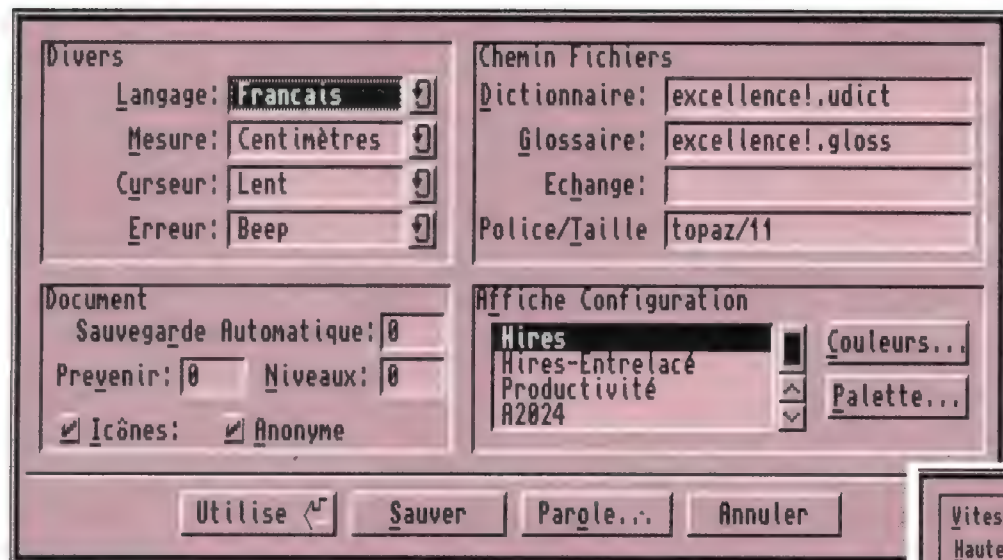 Divers
Langage: Francais
Mesure: Centimètres
Curseur: Lent
Erreur: Beep
Chemin Fichiers
Dictionnaire: excellence!.udict
Glossaire: excellence!.gloss
Echange:
Police/Taille topaz/11
Document
Sauvegarde Automatique: 0
Prevenir: 0 Niveaux: 0
Icônes: Anonyme
Affiche Configuration
Hires
Hires-Entrelacé
Productivité
A2024
Couleurs...
Palette...
Utilise Sauver Parole... Annuler
Vites
Haute